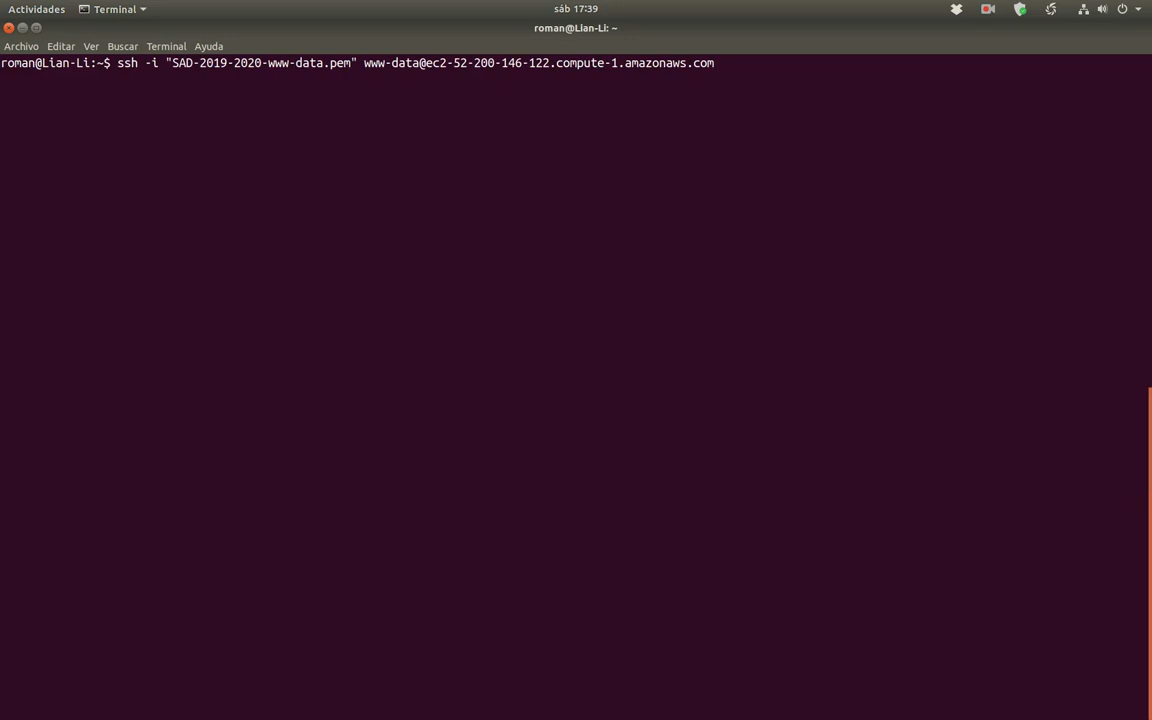 Actividades Terminal sáb 17:39
roman@Lian-Li: ~
Archivo Editar Ver Buscar Terminal Ayuda
roman@Lian-Li:~$ ssh -i "SAD-2019-2020-www-data.pem" www-data@ec2-52-200-146-122.compute-1.amazonaws.com